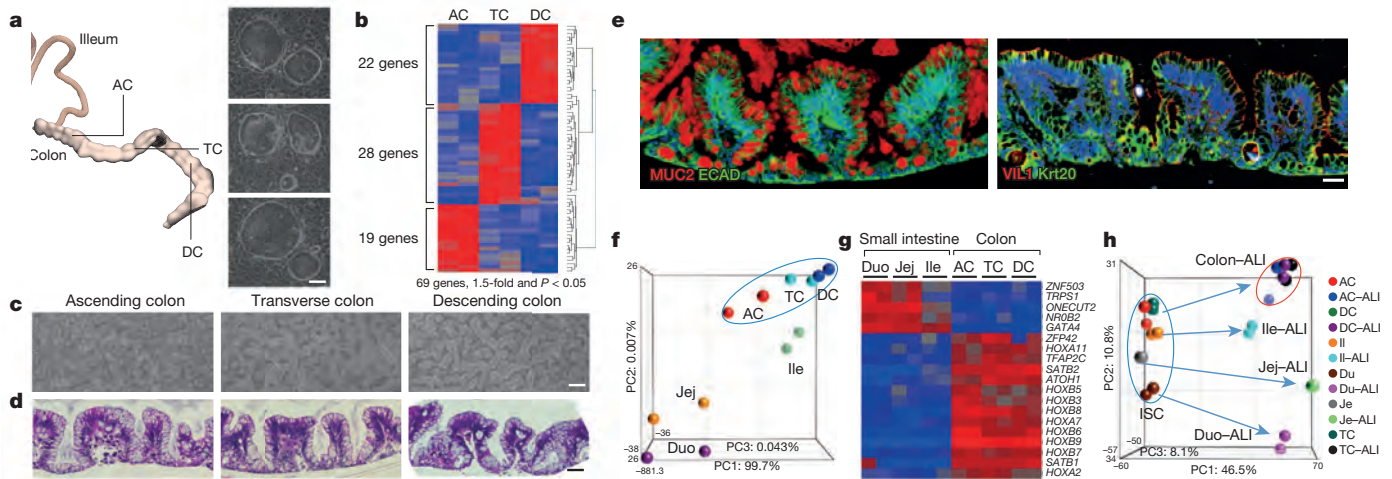 a
Illeum
AC
Colon
TC
DC
b
AC TC DC
22 genes
28 genes
19 genes
69 genes, 1.5-fold and P < 0.05
c
Ascending colon Transverse colon Descending colon
d
e
MUC2 ECAD
VIL1 Krt20
f
26
TC
DC
AC
Ile
Jej
Duo
PC2: 0.007%
–36
–38
26
–881.3
PC3: 0.043%
PC1: 99.7%
g
Small intestine Colon
Duo Jej Ile AC TC DC
ZNF503
TRPS1
ONECUT2
NR0B2
GATA4
ZFP42
HOXA11
TFAP2C
SATB2
ATOH1
HOXB5
HOXB3
HOXB8
HOXA7
HOXB6
HOXB9
HOXB7
SATB1
HOXA2
h
31
Colon–ALI
Ile–ALI
Jej–ALI
ISC
Duo–ALI
PC2: 10.8%
–50
–57
34
–60
PC3: 8.1%
PC1: 46.5%
70
AC
AC–ALI
DC
DC–ALI
Il
Il–ALI
Du
Du–ALI
Je
Je–ALI
TC
TC–ALI